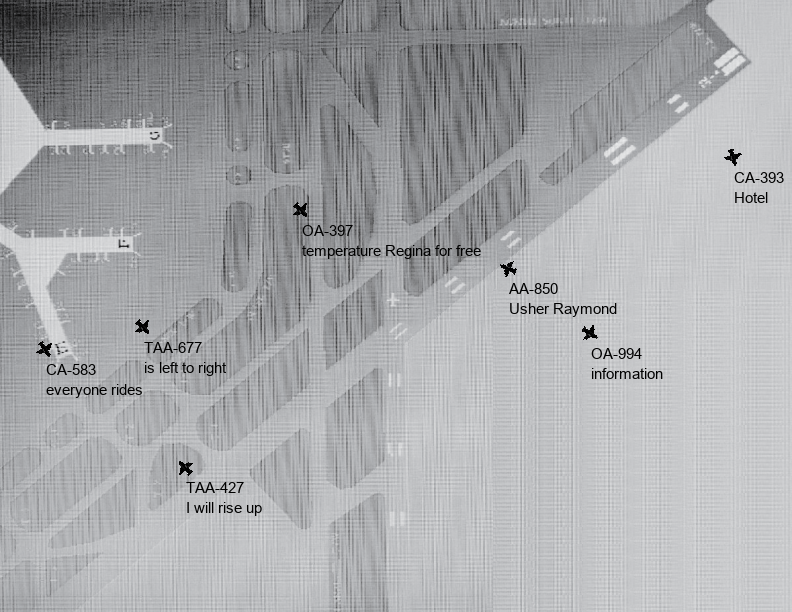 G
CA-393
Hotel
OA-397
temperature Regina for free
F
AA-850
Usher Raymond
TAA-677
is left to right
OA-994
information
E
CA-583
everyone rides
TAA-427
I will rise up